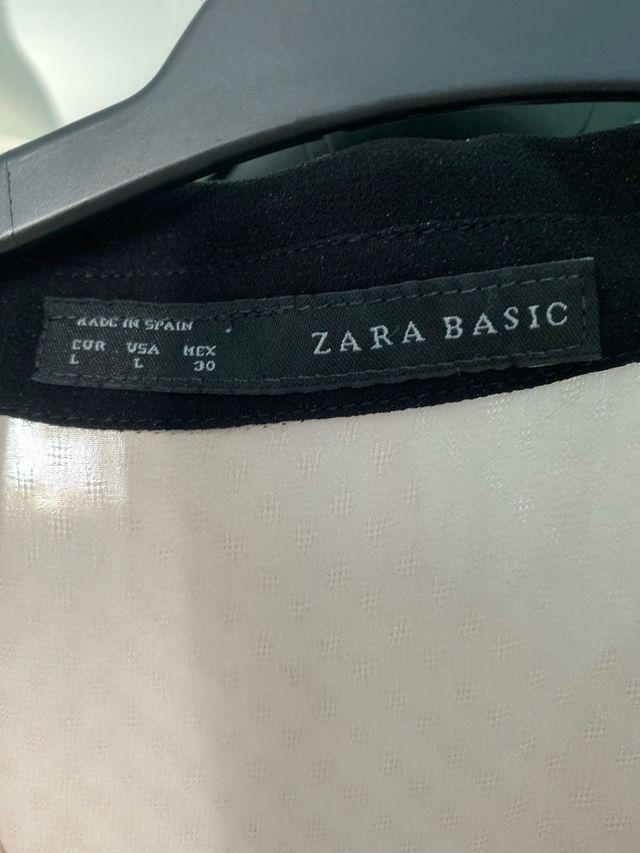 MADE IN SPAIN
EUR USA MEX
L L 30
ZARA BASIC